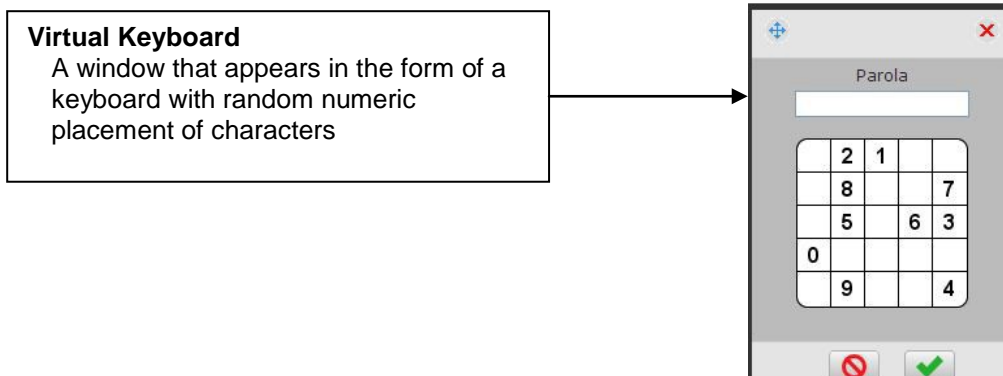 Virtual Keyboard
A window that appears in the form of a
keyboard with random numeric
placement of characters
Parola
2 1
8 7
5 6 3
0
9 4